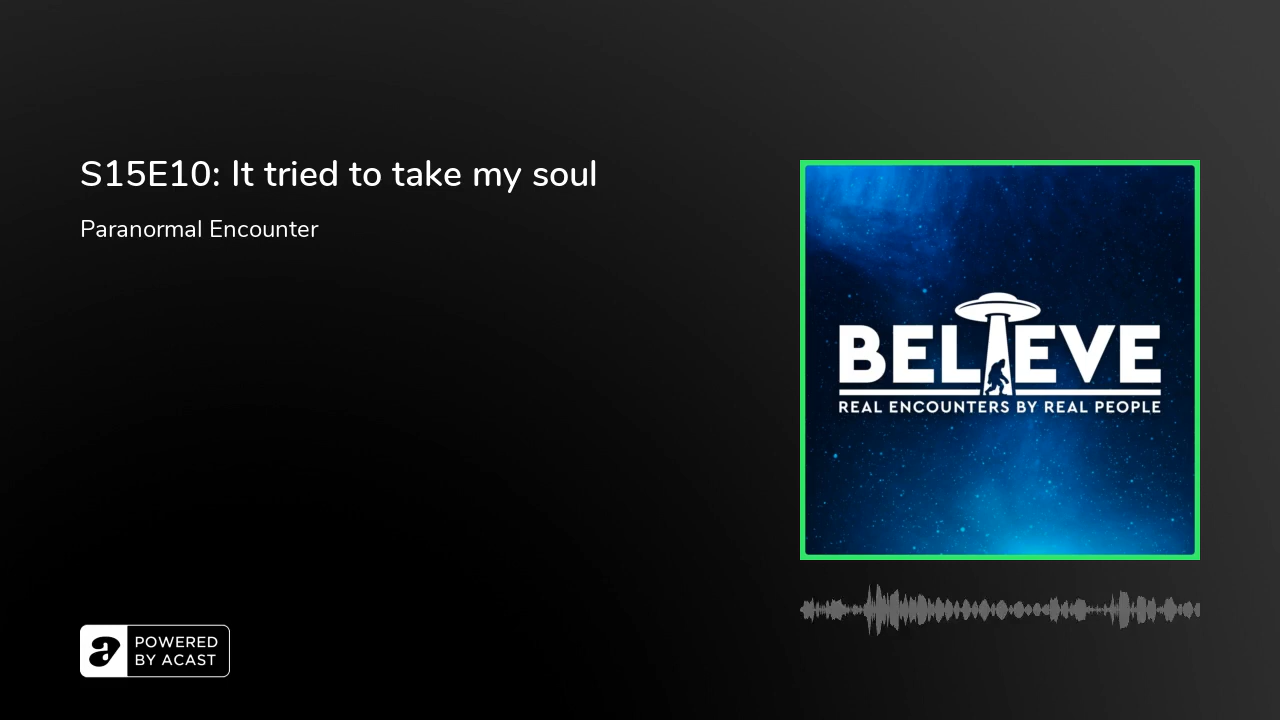 S15E10: It tried to take my soul
Paranormal Encounter
BELIEVE
REAL ENCOUNTERS BY REAL PEOPLE
a POWERED
BY ACAST